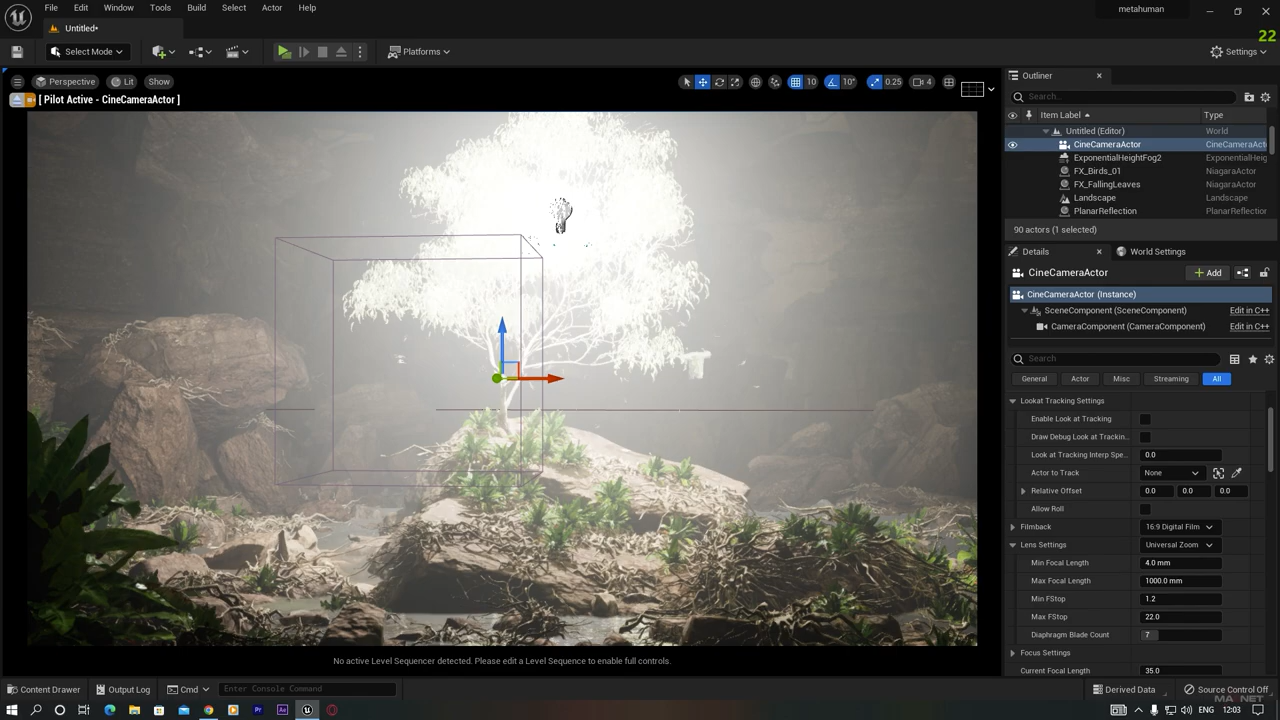 File Edit Window Tools Build Select Actor Help
metahuman
Untitled*
22
Select Mode
Platforms
Settings
Perspective Lit Show
10 10° 0.25 4
[ Pilot Active - CineCameraActor ]
No active Level Sequencer detected. Please edit a Level Sequence to enable full controls.
Outliner
Search...
Item Label Type
Untitled (Editor) World
CineCameraActor CineCameraAct
ExponentialHeightFog2 ExponentialHeig
FX_Birds_01 NiagaraActor
FX_FallingLeaves NiagaraActor
Landscape Landscape
PlanarReflection PlanarReflection
90 actors (1 selected)
Details World Settings
CineCameraActor
Add
CineCameraActor (Instance)
SceneComponent (SceneComponent) Edit in C++
CameraComponent (CameraComponent) Edit in C++
Search
General Actor Misc Streaming All
Lookat Tracking Settings
Enable Look at Tracking
Draw Debug Look at Trackin...
Look at Tracking Interp Spe... 0.0
Actor to Track None
Relative Offset 0.0 0.0 0.0
Allow Roll
Filmback 16:9 Digital Film
Lens Settings Universal Zoom
Min Focal Length 4.0 mm
Max Focal Length 1000.0 mm
Min FStop 1.2
Max FStop 22.0
Diaphragm Blade Count 7
Focus Settings
Current Focal Length 35.0
Content Drawer Output Log Cmd Enter Console Command
Derived Data Source Control Off
Pr Ae
ENG 12:03